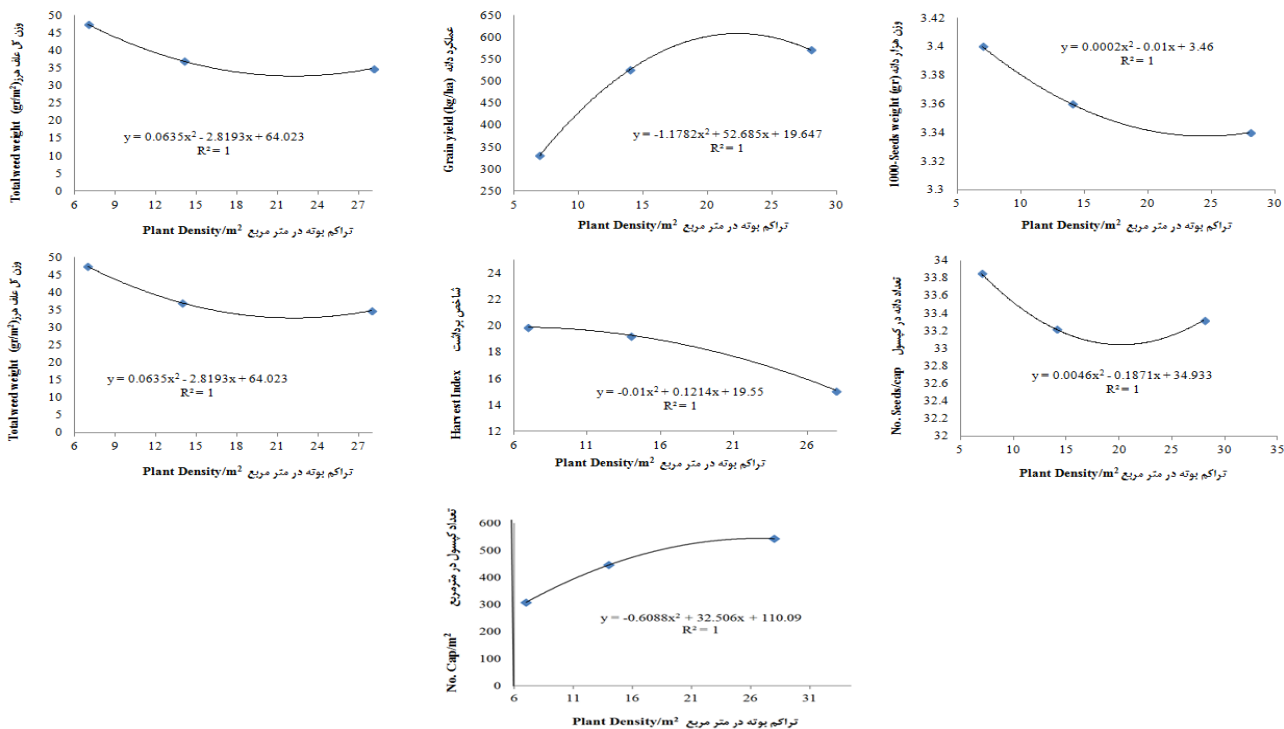 وزن کل علف هرز
Total weed weight (gr/m²)
50
45
40
35
30
25
20
15
10
5
0
y = 0.0635x² - 2.8193x + 64.023
R² = 1
6 9 12 15 18 21 24 27
Plant Density/m² تراکم بوته در متر مربع
عملکرد دانه
Grain yield (kg/ha)
650
600
550
500
450
400
350
300
250
y = -1.1782x² + 52.685x + 19.647
R² = 1
5 10 15 20 25 30
Plant Density/m² تراکم بوته در متر مربع
وزن هزار دانه
1000-Seeds weight (gr)
3.42
3.4
3.38
3.36
3.34
3.32
3.3
y = 0.0002x² - 0.01x + 3.46
R² = 1
5 10 15 20 25 30
Plant Density/m² تراکم بوته در متر مربع
وزن کل علف هرز
Total weed weight (gr/m²)
50
45
40
35
30
25
20
15
10
5
0
y = 0.0635x² - 2.8193x + 64.023
R² = 1
6 9 12 15 18 21 24 27
Plant Density/m² تراکم بوته در متر مربع
شاخص برداشت
Harvest Index
24
22
20
18
16
14
12
y = -0.01x² + 0.1214x + 19.55
R² = 1
6 11 16 21 26
Plant Density/m² تراکم بوته در متر مربع
تعداد دانه در کپسول
No. Seeds/cap
34
33.8
33.6
33.4
33.2
33
32.8
32.6
32.4
32.2
32
y = 0.0046x² - 0.1871x + 34.933
R² = 1
5 10 15 20 25 30 35
Plant Density/m² تراکم بوته در متر مربع
تعداد کپسول در مترمربع
No. Cap/m²
600
500
400
300
200
100
0
y = -0.6088x² + 32.506x + 110.09
R² = 1
6 11 16 21 26
Plant Density/m² تراکم بوته در متر مربع